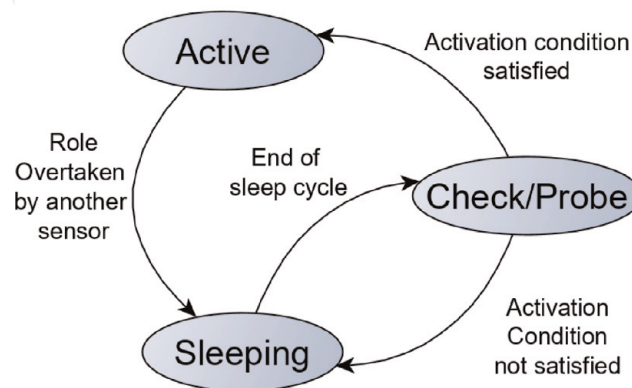 Active
Activation condition
satisfied
Role
Overtaken
by another
sensor
End of
sleep cycle
Check/Probe
Activation
Condition
not satisfied
Sleeping